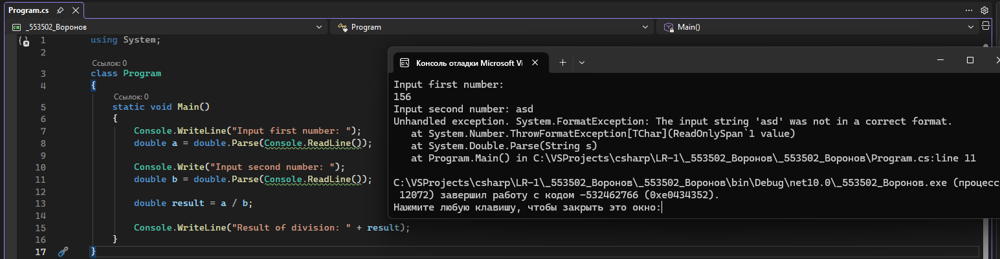 Program.cs
_553502_Воронов Program Main()
1 using System;
2
Ссылок: 0
3 class Program
4 {
Ссылок: 0
5 static void Main()
6 {
7 Console.WriteLine("Input first number: ");
8 double a = double.Parse(Console.ReadLine());
9
10 Console.Write("Input second number: ");
11 double b = double.Parse(Console.ReadLine());
12
13 double result = a / b;
14
15 Console.WriteLine("Result of division: " + result);
16 }
17 }
Консоль отладки Microsoft Vi
Input first number:
156
Input second number: asd
Unhandled exception. System.FormatException: The input string 'asd' was not in a correct format.
at System.Number.ThrowFormatException[TChar](ReadOnlySpan`1 value)
at System.Double.Parse(String s)
at Program.Main() in C:\VSProjects\csharp\LR-1\_553502_Воронов\_553502_Воронов\Program.cs:line 11
C:\VSProjects\csharp\LR-1\_553502_Воронов\_553502_Воронов\bin\Debug\net10.0\_553502_Воронов.exe (процесс
12072) завершил работу с кодом -532462766 (0xe0434352).
Нажмите любую клавишу, чтобы закрыть это окно: